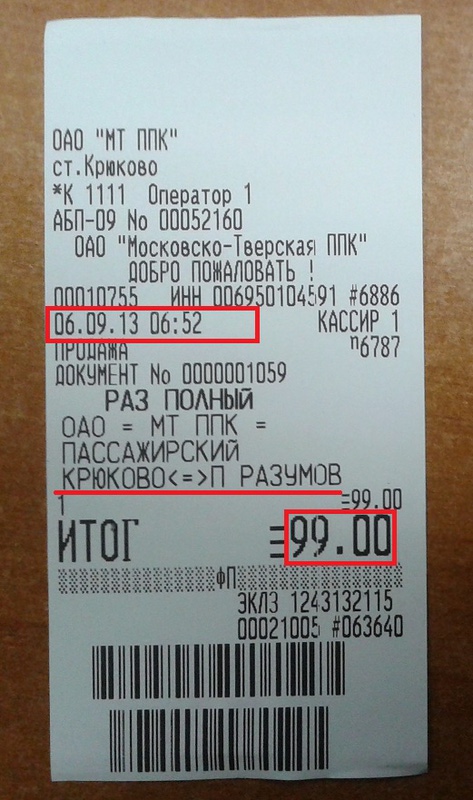 ОАО "МТ ППК"
ст.Крюково
*К 1111 Оператор 1
АБП-09 No 00052160
ОАО "Московско-Тверская ППК"
ДОБРО ПОЖАЛОВАТЬ !
00010755 ИНН 006950104591 #6886
06.09.13 06:52 КАССИР 1
ПРОДАЖА n6787
ДОКУМЕНТ No 0000001059
РАЗ ПОЛНЫЙ
ОАО = МТ ППК =
ПАССАЖИРСКИЙ
КРЮКОВО<=>П РАЗУМОВ
1 ≡99.00
ИТОГ ≡99.00
ФП
ЭКЛЗ 1243132115
00021005 #063640